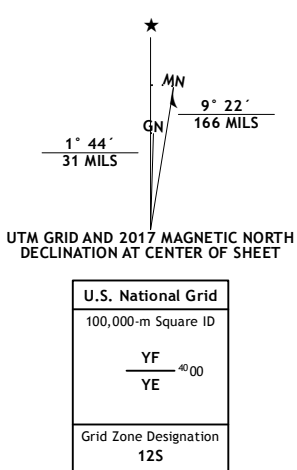 ★
MN
GN
9° 22´
166 MILS
1° 44´
31 MILS
UTM GRID AND 2017 MAGNETIC NORTH
DECLINATION AT CENTER OF SHEET
U.S. National Grid
100,000-m Square ID
YF
⁴⁰00
YE
Grid Zone Designation
12S